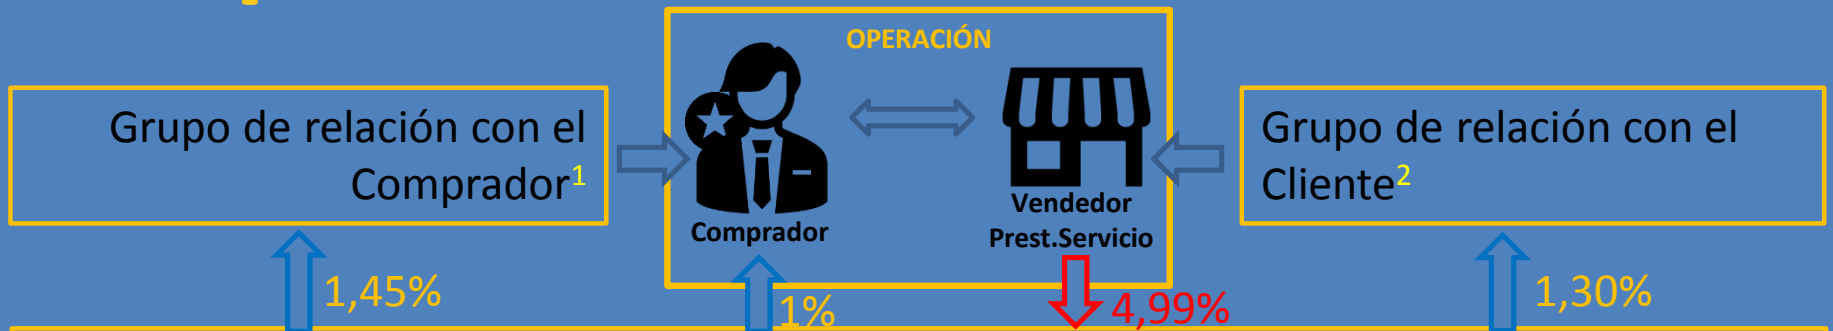 OPERACIÓN
Grupo de relación con el
Comprador1
Comprador
Vendedor
Prest.Servicio
Grupo de relación con el
Cliente2
1,45%
1%
4,99%
1,30%